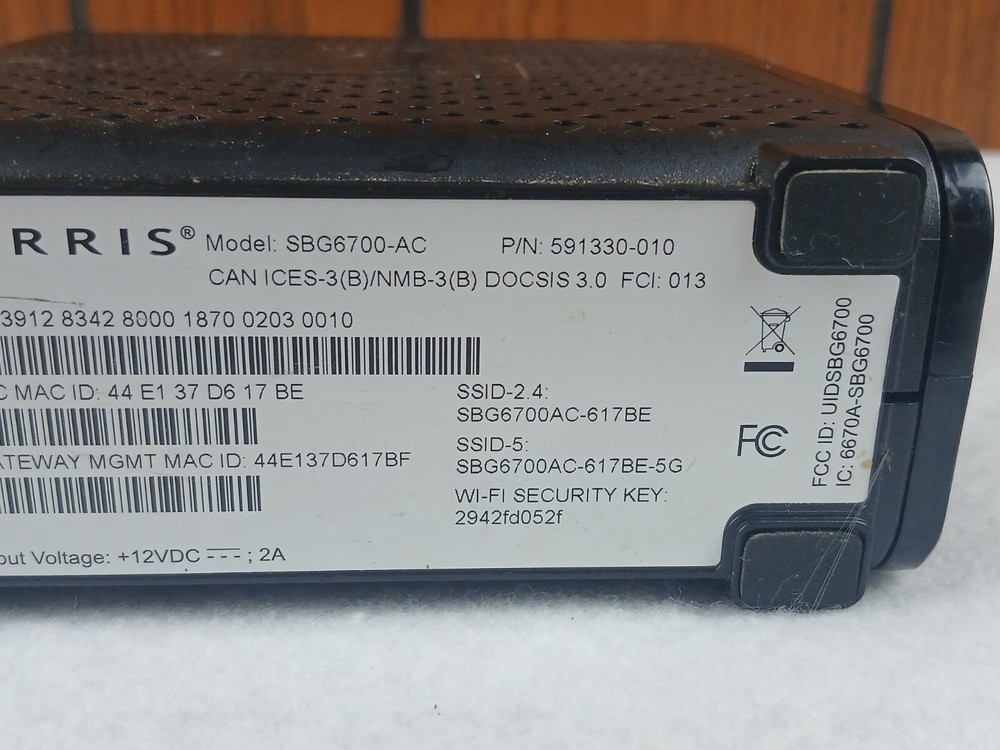 RRIS® Model: SBG6700-AC P/N: 591330-010
CAN ICES-3(B)/NMB-3(B) DOCSIS 3.0 FCI: 013
3912 8342 8000 1870 0203 0010
C MAC ID: 44 E1 37 D6 17 BE
ATEWAY MGMT MAC ID: 44E137D617BF
put Voltage: +12VDC ⎓ ; 2A
SSID-2.4:
SBG6700AC-617BE
SSID-5:
SBG6700AC-617BE-5G
WI-FI SECURITY KEY:
2942fd052f
FC
FCC ID: UIDSBG6700
IC: 6670A-SBG6700